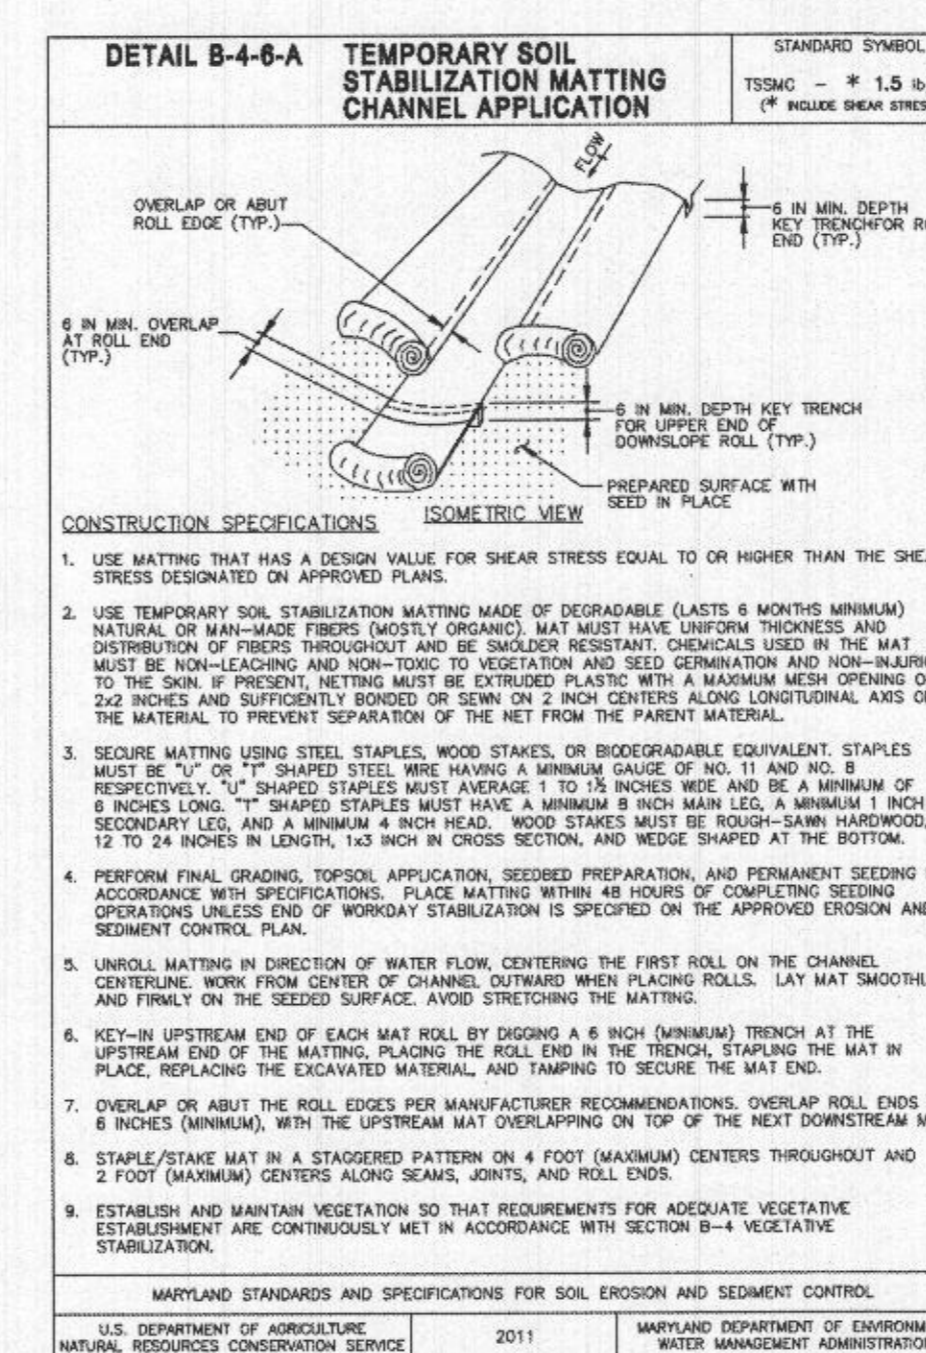 DETAIL B-4-6-A
TEMPORARY SOIL
STABILIZATION MATTING
CHANNEL APPLICATION
STANDARD SYMBOL
TSSMC - * 1.5 lb
(* INCLUDE SHEAR STRES
FLOW
OVERLAP OR ABUT
ROLL EDGE (TYP.)
6 IN MIN. DEPTH
KEY TRENCHFOR RO
END (TYP.)
6 IN MIN. OVERLAP
AT ROLL END
(TYP.)
6 IN MIN. DEPTH KEY TRENCH
FOR UPPER END OF
DOWNSLOPE ROLL (TYP.)
PREPARED SURFACE WITH
SEED IN PLACE
ISOMETRIC VIEW
CONSTRUCTION SPECIFICATIONS
1. USE MATTING THAT HAS A DESIGN VALUE FOR SHEAR STRESS EQUAL TO OR HIGHER THAN THE SHE
STRESS DESIGNATED ON APPROVED PLANS.
2. USE TEMPORARY SOIL STABILIZATION MATTING MADE OF DEGRADABLE (LASTS 6 MONTHS MINIMUM)
NATURAL OR MAN-MADE FIBERS (MOSTLY ORGANIC). MAT MUST HAVE UNIFORM THICKNESS AND
DISTRIBUTION OF FIBERS THROUGHOUT AND BE SMOLDER RESISTANT. CHEMICALS USED IN THE MAT
MUST BE NON-LEACHING AND NON-TOXIC TO VEGETATION AND SEED GERMINATION AND NON-INJURIO
TO THE SKIN. IF PRESENT, NETTING MUST BE EXTRUDED PLASTIC WITH A MAXIMUM MESH OPENING O
2x2 INCHES AND SUFFICIENTLY BONDED OR SEWN ON 2 INCH CENTERS ALONG LONGITUDINAL AXIS O
THE MATERIAL TO PREVENT SEPARATION OF THE NET FROM THE PARENT MATERIAL.
3. SECURE MATTING USING STEEL STAPLES, WOOD STAKES, OR BIODEGRADABLE EQUIVALENT. STAPLES
MUST BE "U" OR "T" SHAPED STEEL WIRE HAVING A MINIMUM GAUGE OF NO. 11 AND NO. 8
RESPECTIVELY. "U" SHAPED STAPLES MUST AVERAGE 1 TO 1½ INCHES WIDE AND BE A MINIMUM OF
6 INCHES LONG. "T" SHAPED STAPLES MUST HAVE A MINIMUM 8 INCH MAIN LEG, A MINIMUM 1 INCH
SECONDARY LEG, AND A MINIMUM 4 INCH HEAD. WOOD STAKES MUST BE ROUGH-SAWN HARDWOOD,
12 TO 24 INCHES IN LENGTH, 1x3 INCH IN CROSS SECTION, AND WEDGE SHAPED AT THE BOTTOM.
4. PERFORM FINAL GRADING, TOPSOIL APPLICATION, SEEDBED PREPARATION, AND PERMANENT SEEDING
ACCORDANCE WITH SPECIFICATIONS. PLACE MATTING WITHIN 48 HOURS OF COMPLETING SEEDING
OPERATIONS UNLESS END OF WORKDAY STABILIZATION IS SPECIFIED ON THE APPROVED EROSION AND
SEDIMENT CONTROL PLAN.
5. UNROLL MATTING IN DIRECTION OF WATER FLOW, CENTERING THE FIRST ROLL ON THE CHANNEL
CENTERLINE. WORK FROM CENTER OF CHANNEL OUTWARD WHEN PLACING ROLLS. LAY MAT SMOOTHL
AND FIRMLY ON THE SEEDED SURFACE. AVOID STRETCHING THE MATTING.
6. KEY-IN UPSTREAM END OF EACH MAT ROLL BY DIGGING A 6 INCH (MINIMUM) TRENCH AT THE
UPSTREAM END OF THE MATTING, PLACING THE ROLL END IN THE TRENCH, STAPLING THE MAT IN
PLACE, REPLACING THE EXCAVATED MATERIAL, AND TAMPING TO SECURE THE MAT END.
7. OVERLAP OR ABUT THE ROLL EDGES PER MANUFACTURER RECOMMENDATIONS. OVERLAP ROLL ENDS
6 INCHES (MINIMUM), WITH THE UPSTREAM MAT OVERLAPPING ON TOP OF THE NEXT DOWNSTREAM M
8. STAPLE/STAKE MAT IN A STAGGERED PATTERN ON 4 FOOT (MAXIMUM) CENTERS THROUGHOUT AND
2 FOOT (MAXIMUM) CENTERS ALONG SEAMS, JOINTS, AND ROLL ENDS.
9. ESTABLISH AND MAINTAIN VEGETATION SO THAT REQUIREMENTS FOR ADEQUATE VEGETATIVE
ESTABLISHMENT ARE CONTINUOUSLY MET IN ACCORDANCE WITH SECTION B-4 VEGETATIVE
STABILIZATION.
MARYLAND STANDARDS AND SPECIFICATIONS FOR SOIL EROSION AND SEDIMENT CONTROL
U.S. DEPARTMENT OF AGRICULTURE
NATURAL RESOURCES CONSERVATION SERVICE
2011
MARYLAND DEPARTMENT OF ENVIRONM
WATER MANAGEMENT ADMINISTRATIO